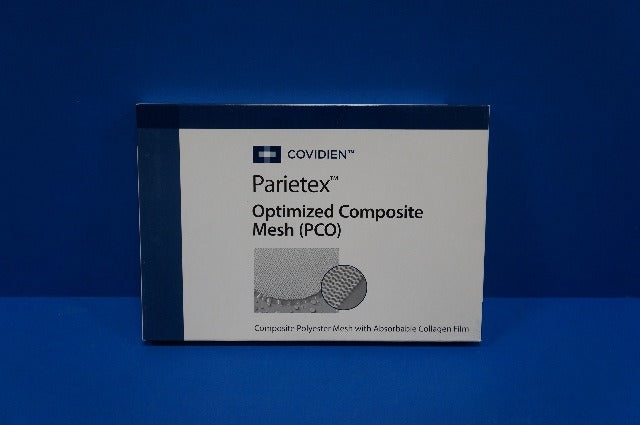 COVIDIEN™
Parietex™
Optimized Composite
Mesh (PCO)
Composite Polyester Mesh with Absorbable Collagen Film